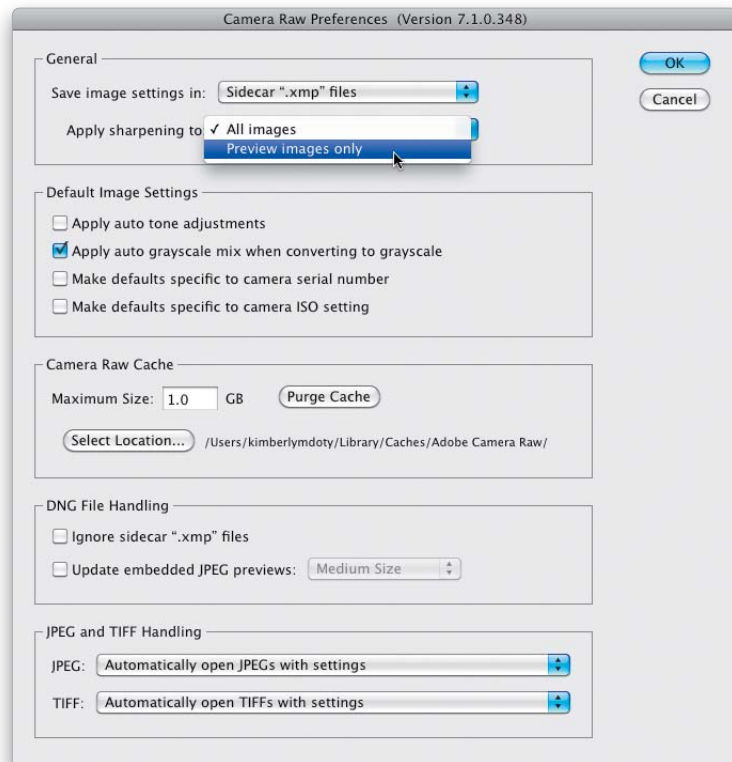 Camera Raw Preferences (Version 7.1.0.348)
General
OK
Save image settings in: Sidecar “.xmp” files
Cancel
Apply sharpening to ✓ All images
Preview images only
Default Image Settings
Apply auto tone adjustments
Apply auto grayscale mix when converting to grayscale
Make defaults specific to camera serial number
Make defaults specific to camera ISO setting
Camera Raw Cache
Maximum Size: 1.0 GB Purge Cache
Select Location... /Users/kimberlymdoty/Library/Caches/Adobe Camera Raw/
DNG File Handling
Ignore sidecar “.xmp” files
Update embedded JPEG previews: Medium Size
JPEG and TIFF Handling
JPEG: Automatically open JPEGs with settings
TIFF: Automatically open TIFFs with settings